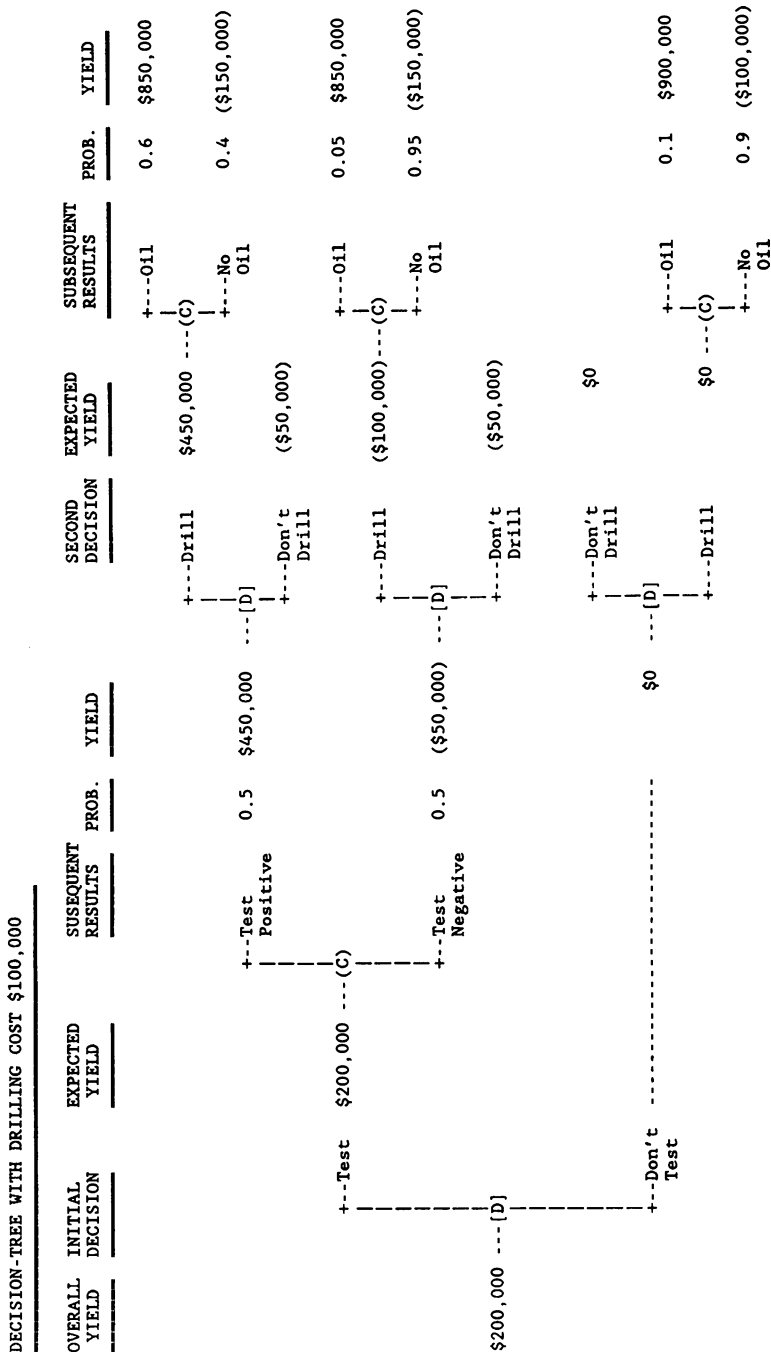 DECISION-TREE WITH DRILLING COST $100,000
OVERALL INITIAL EXPECTED SUSEQUENT PROB. YIELD SECOND EXPECTED SUBSEQUENT PROB. YIELD
YIELD DECISION YIELD RESULTS DECISION YIELD RESULTS
Oil 0.6 $850,000
Drill $450,000 (C)
No 0.4 ($150,000)
Test 0.5 $450,000 [D] Oil
Positive
Don't ($50,000)
Drill
Test $200,000 (C) Oil 0.05 $850,000
Drill ($100,000) (C)
No 0.95 ($150,000)
Test 0.5 ($50,000) [D] Oil
Negative
$200,000 [D] Don't ($50,000)
Drill
Don't $0
Drill
Don't $0 [D]
Test Oil 0.1 $900,000
Drill $0 (C)
No 0.9 ($100,000)
Oil